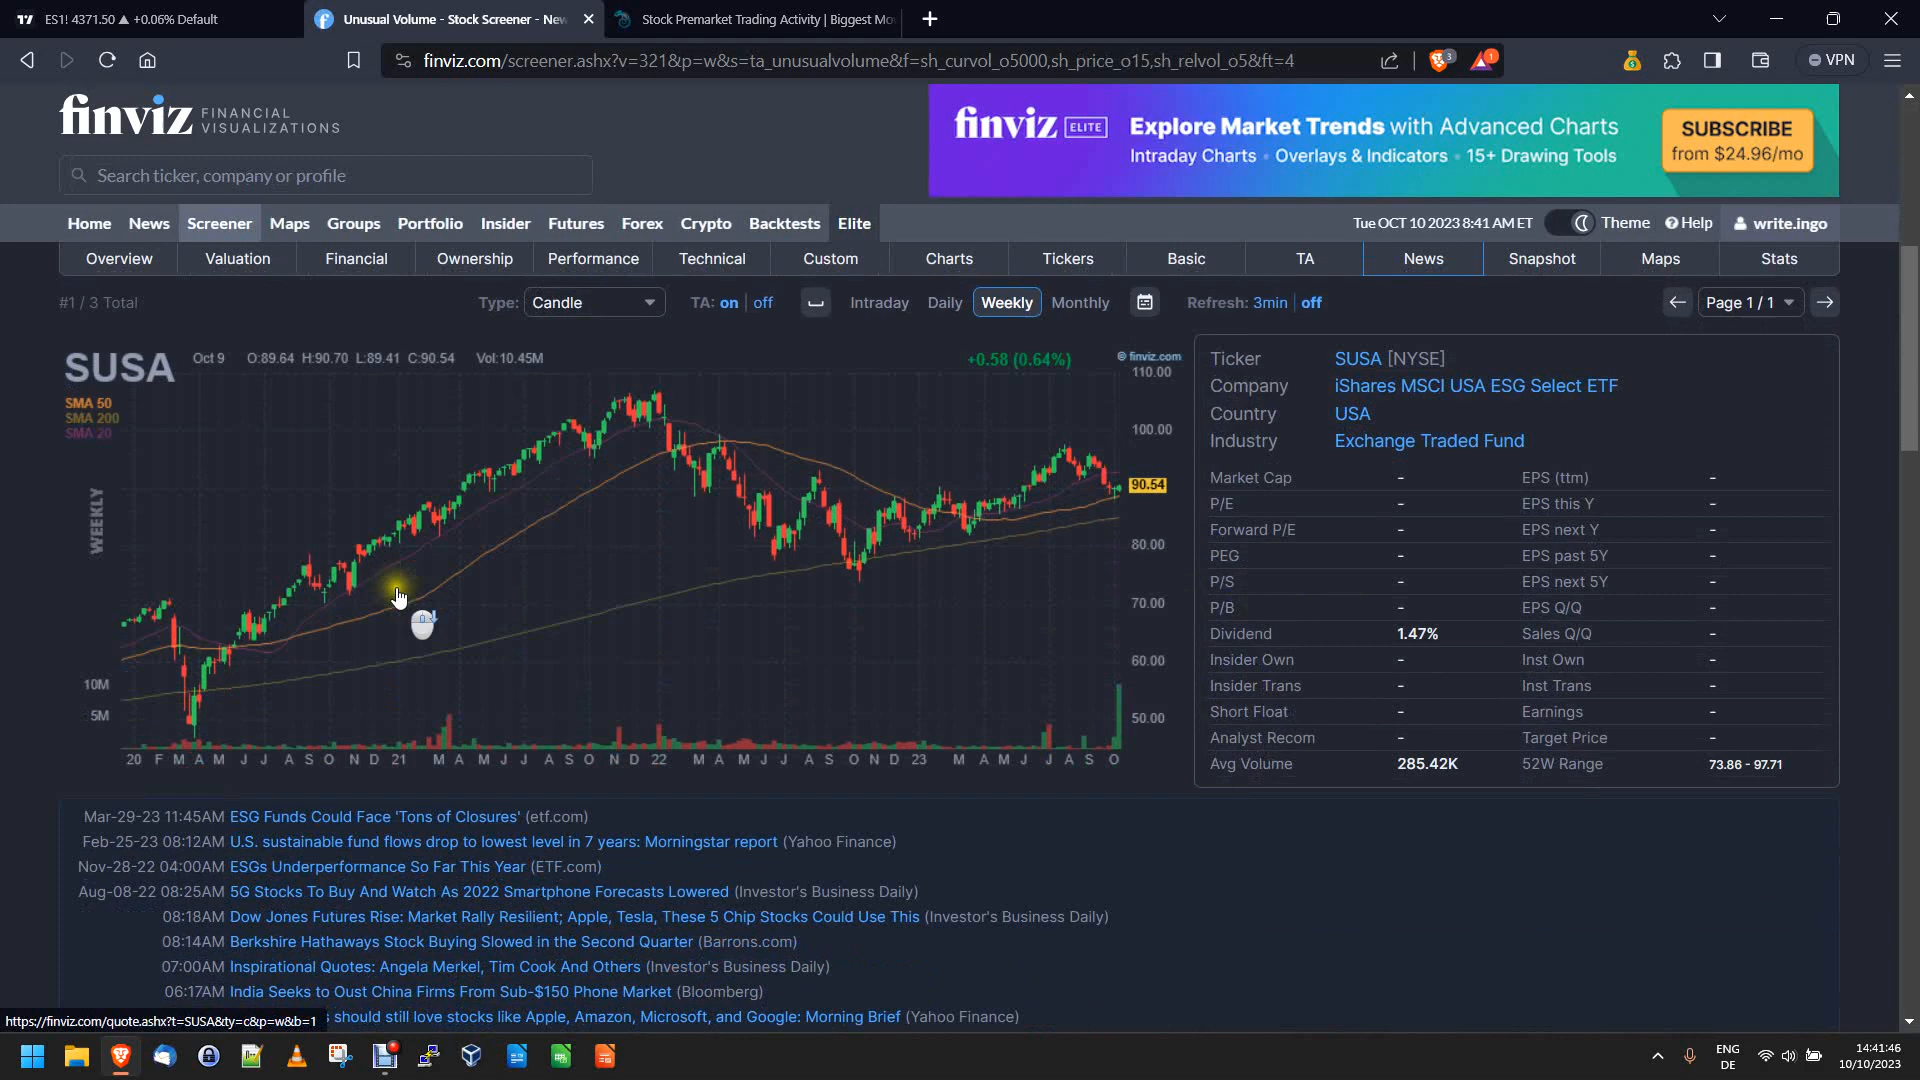 ES1! 4371.50 ▲ +0.06% Default
Unusual Volume - Stock Screener - New
Stock Premarket Trading Activity | Biggest Mo
finviz.com/screener.ashx?v=321&p=w&s=ta_unusualvolume&f=sh_curvol_o5000,sh_price_o15,sh_relvol_o5&ft=4
3
1
VPN
finviz FINANCIAL VISUALIZATIONS
finviz ELITE
Explore Market Trends with Advanced Charts
Intraday Charts • Overlays & Indicators • 15+ Drawing Tools
SUBSCRIBE
from $24.96/mo
Search ticker, company or profile
Home News Screener Maps Groups Portfolio Insider Futures Forex Crypto Backtests Elite
Tue OCT 10 2023 8:41 AM ET Theme Help write.ingo
Overview Valuation Financial Ownership Performance Technical Custom Charts Tickers Basic TA News Snapshot Maps Stats
#1 / 3 Total
Type: Candle TA: on | off Intraday Daily Weekly Monthly Refresh: 3min | off
← Page 1 / 1 →
SUSA Oct 9 O:89.64 H:90.70 L:89.41 C:90.54 Vol:10.45M +0.58 (0.64%) © finviz.com
SMA 50
SMA 200
SMA 20
WEEKLY
110.00
100.00
90.54
80.00
70.00
60.00
50.00
10M
5M
20 F M A M J J A S O N D 21 M A M J J A S O N D 22 M A M J J A S O N D 23 M A M J J A S O
Ticker SUSA [NYSE]
Company iShares MSCI USA ESG Select ETF
Country USA
Industry Exchange Traded Fund
Market Cap - EPS (ttm) -
P/E - EPS this Y -
Forward P/E - EPS next Y -
PEG - EPS past 5Y -
P/S - EPS next 5Y -
P/B - EPS Q/Q -
Dividend 1.47% Sales Q/Q -
Insider Own - Inst Own -
Insider Trans - Inst Trans -
Short Float - Earnings -
Analyst Recom - Target Price -
Avg Volume 285.42K 52W Range 73.86 - 97.71
Mar-29-23 11:45AM ESG Funds Could Face 'Tons of Closures' (etf.com)
Feb-25-23 08:12AM U.S. sustainable fund flows drop to lowest level in 7 years: Morningstar report (Yahoo Finance)
Nov-28-22 04:00AM ESGs Underperformance So Far This Year (ETF.com)
Aug-08-22 08:25AM 5G Stocks To Buy And Watch As 2022 Smartphone Forecasts Lowered (Investor's Business Daily)
08:18AM Dow Jones Futures Rise: Market Rally Resilient; Apple, Tesla, These 5 Chip Stocks Could Use This (Investor's Business Daily)
08:14AM Berkshire Hathaways Stock Buying Slowed in the Second Quarter (Barrons.com)
07:00AM Inspirational Quotes: Angela Merkel, Tim Cook And Others (Investor's Business Daily)
06:17AM India Seeks to Oust China Firms From Sub-$150 Phone Market (Bloomberg)
should still love stocks like Apple, Amazon, Microsoft, and Google: Morning Brief (Yahoo Finance)
https://finviz.com/quote.ashx?t=SUSA&ty=c&p=w&b=1
ENG
DE
14:41:46
10/10/2023